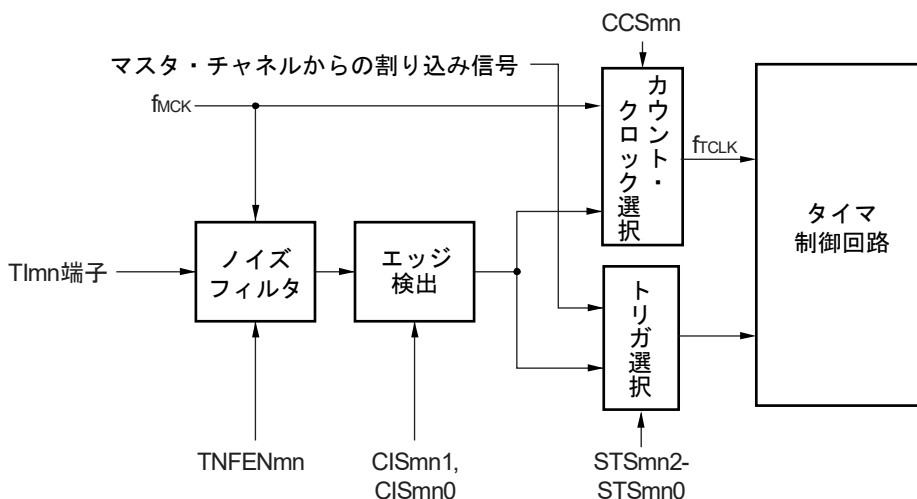 CCSmn
マスタ・チャネルからの割り込み信号
fMCK
カウント・
クロック選択
fTCLK
タイマ
制御回路
TImn端子
ノイズ
フィルタ
エッジ
検出
トリガ選択
TNFENmn
CISmn1,
CISmn0
STSmn2-
STSmn0